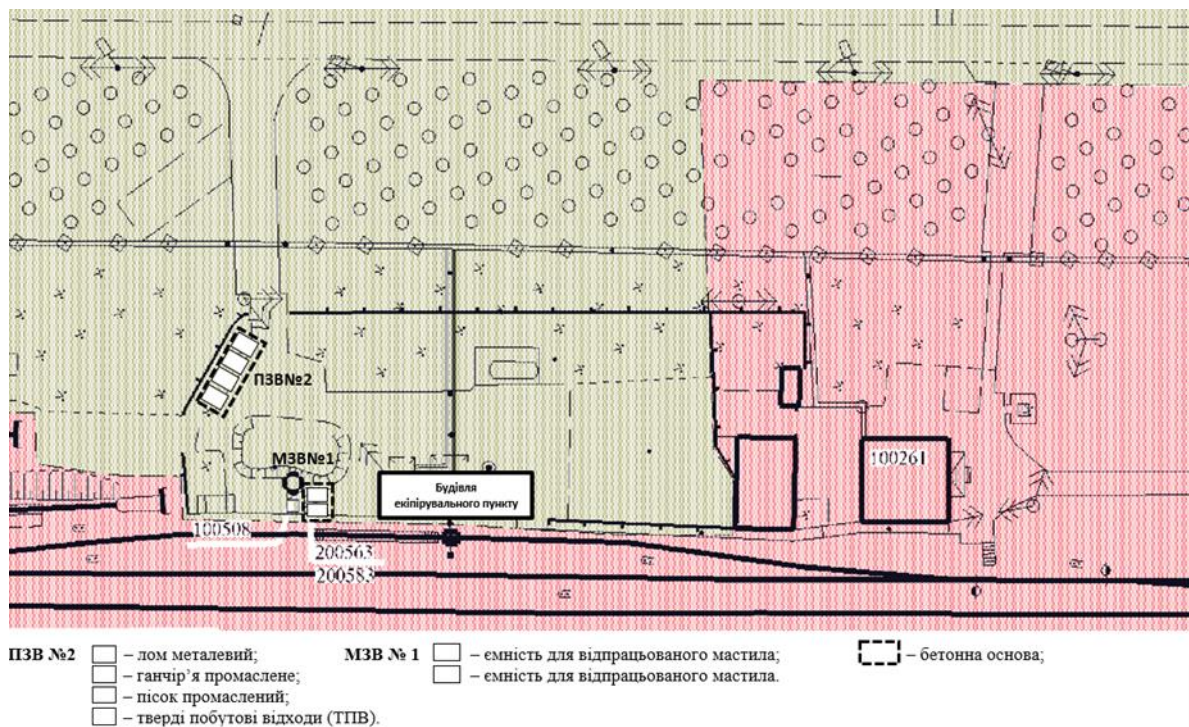 ПЗВ№2
МЗВ№1
100261
Будівля
екіпірувального пункту
100508
200563
200583
ПЗВ №2 – лом металевий;
– ганчір’я промаслене;
– пісок промаслений;
– тверді побутові відходи (ТПВ).
МЗВ № 1 – ємність для відпрацьованого мастила;
– ємність для відпрацьованого мастила.
– бетонна основа;